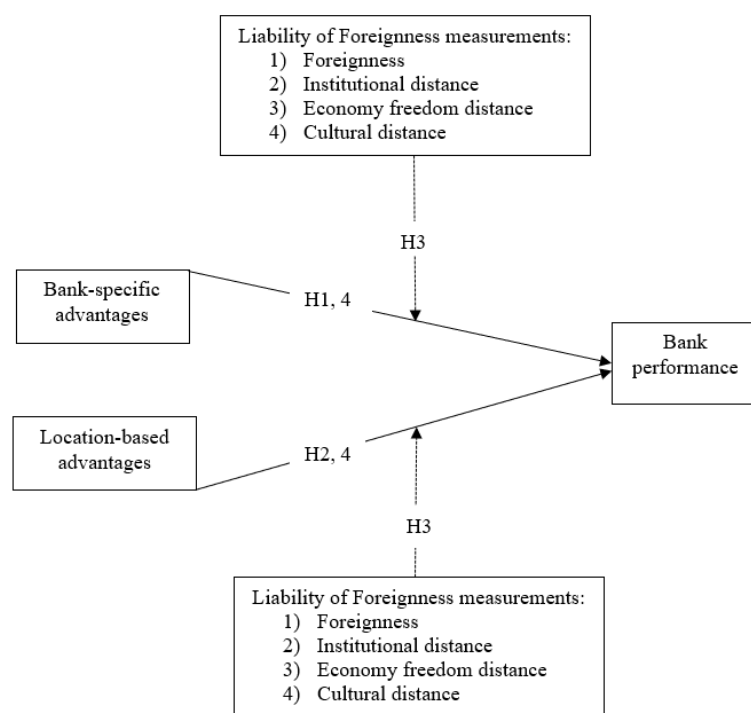 Liability of Foreignness measurements:
1) Foreignness
2) Institutional distance
3) Economy freedom distance
4) Cultural distance
H3
Bank-specific
advantages
H1, 4
Bank
performance
Location-based
advantages
H2, 4
H3
Liability of Foreignness measurements:
1) Foreignness
2) Institutional distance
3) Economy freedom distance
4) Cultural distance